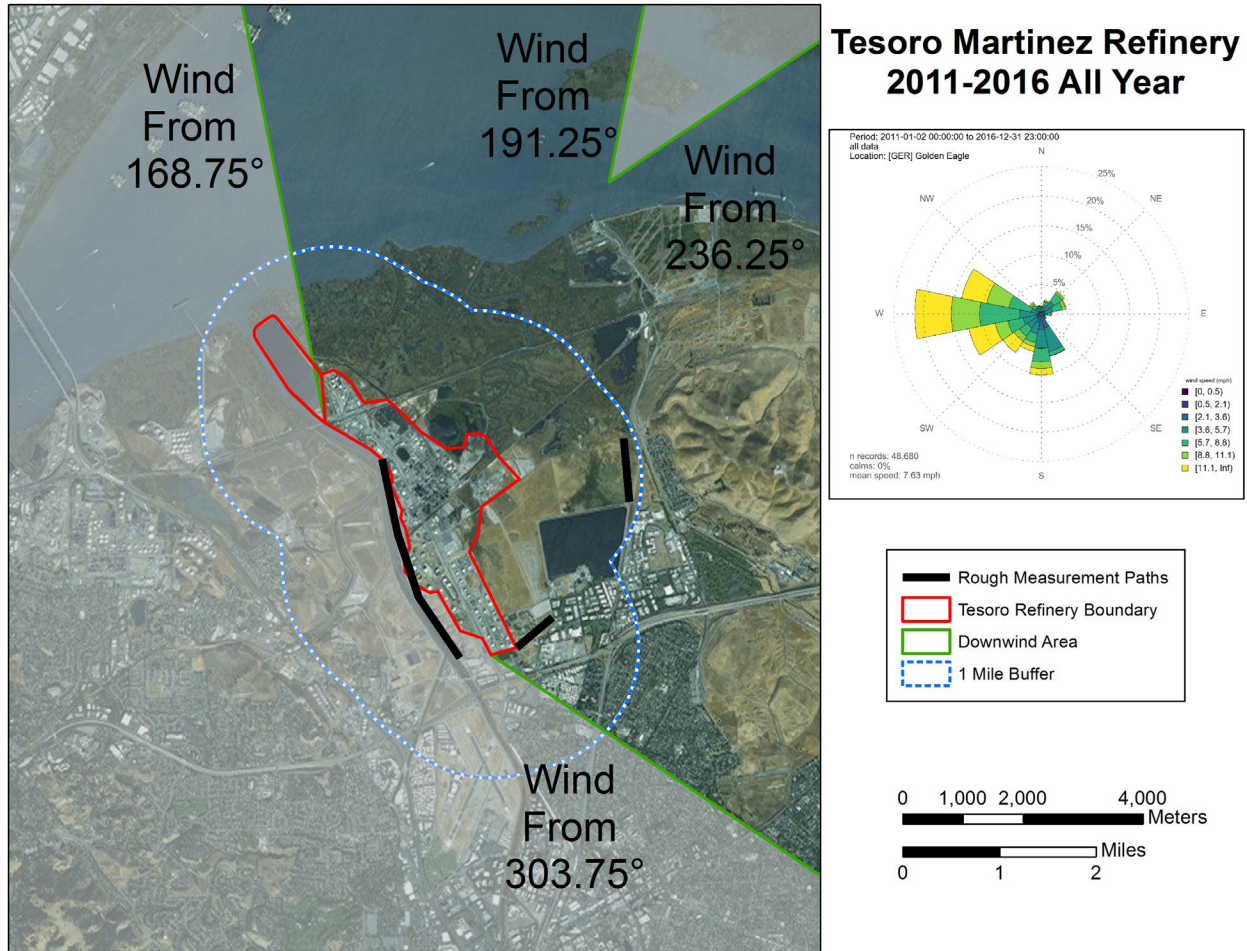 Tesoro Martinez Refinery
2011-2016 All Year
Wind
From
168.75°
Wind
From
191.25°
Wind
From
236.25°
Wind
From
303.75°
Period: 2011-01-02 00:00:00 to 2016-12-31 23:00:00
all data
Location: [GER] Golden Eagle
N
25%
NW
NE
20%
15%
10%
5%
W
E
SW
SE
S
wind speed (mph)
[0, 0.5)
[0.5, 2.1)
[2.1, 3.6)
[3.6, 5.7)
[5.7, 8.8)
[8.8, 11.1)
[11.1, Inf)
n records: 48,680
calms: 0%
mean speed: 7.63 mph
Rough Measurement Paths
Tesoro Refinery Boundary
Downwind Area
1 Mile Buffer
0 1,000 2,000 4,000
Meters
Miles
0 1 2